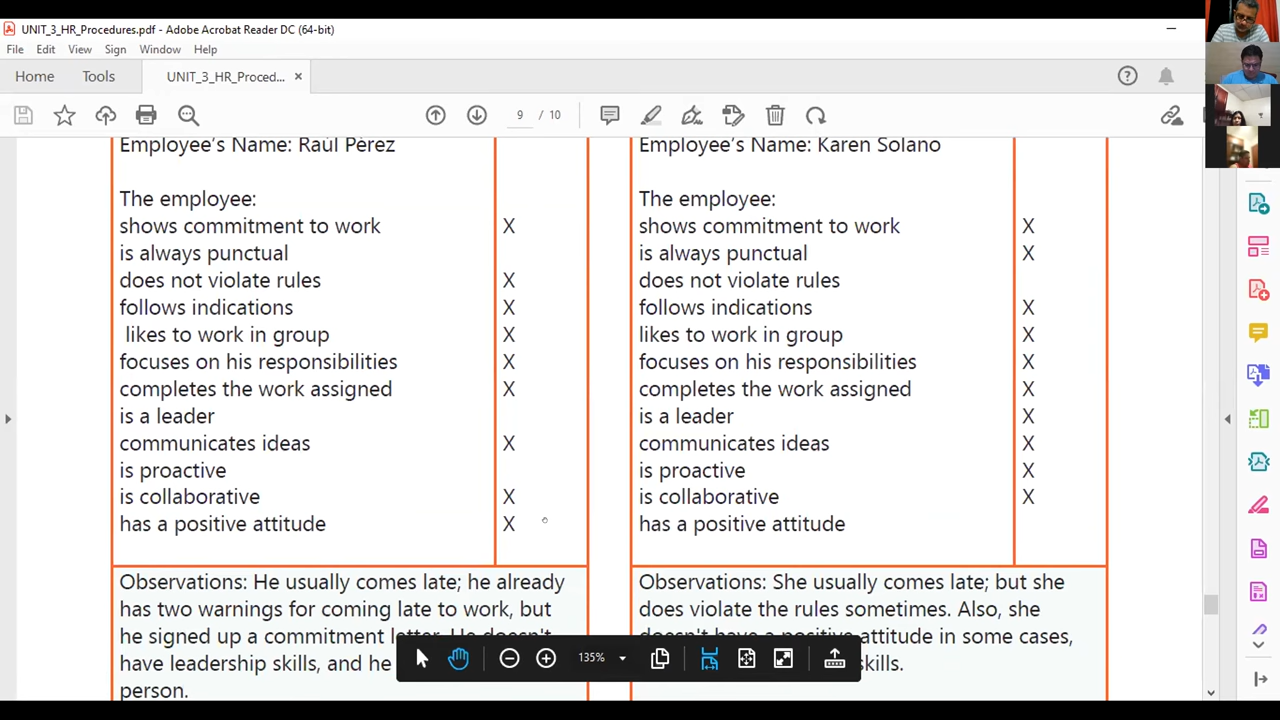 UNIT_3_HR_Procedures.pdf - Adobe Acrobat Reader DC (64-bit)
File Edit View Sign Window Help
Home Tools UNIT_3_HR_Proced... ×
9 / 10
Employee's Name: Raúl Pérez
The employee:
shows commitment to work X
is always punctual
does not violate rules X
follows indications X
likes to work in group X
focuses on his responsibilities X
completes the work assigned X
is a leader
communicates ideas X
is proactive
is collaborative X
has a positive attitude X
Observations: He usually comes late; he already
has two warnings for coming late to work, but
he signed up a commitment letter. He doesn't
have leadership skills, and he
person.
Employee's Name: Karen Solano
The employee:
shows commitment to work X
is always punctual X
does not violate rules
follows indications X
likes to work in group X
focuses on his responsibilities X
completes the work assigned X
is a leader X
communicates ideas X
is proactive X
is collaborative X
has a positive attitude
Observations: She usually comes late; but she
does violate the rules sometimes. Also, she
doesn't have a positive attitude in some cases,
skills.
135%